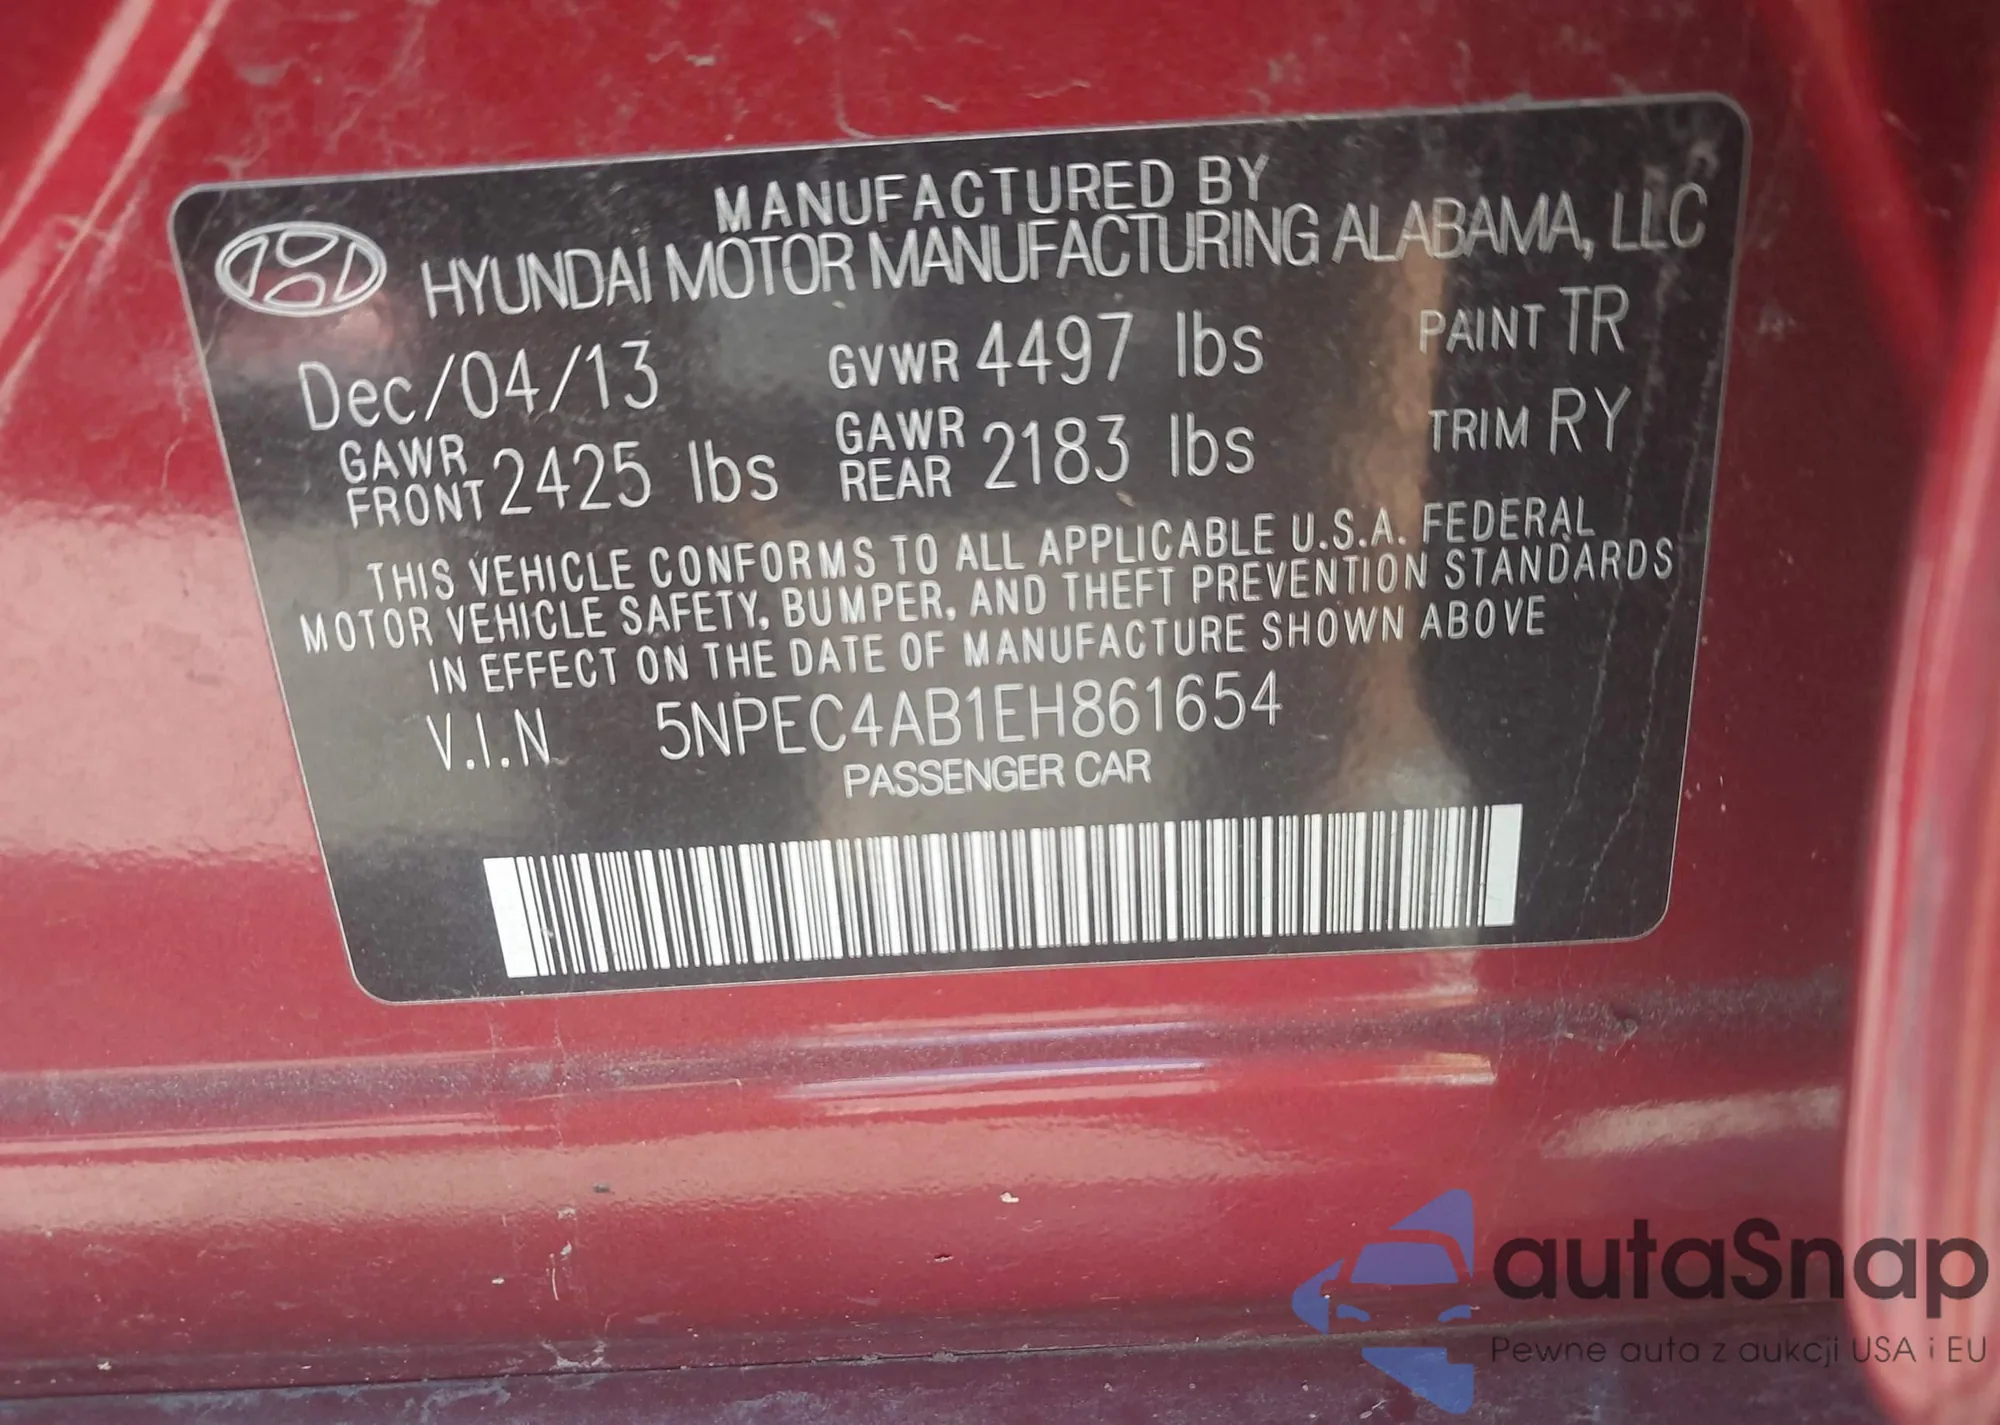 MANUFACTURED BY
HYUNDAI MOTOR MANUFACTURING ALABAMA, LLC
Dec/04/13 GVWR 4497 lbs PAINT TR
GAWR FRONT 2425 lbs GAWR REAR 2183 lbs TRIM RY
THIS VEHICLE CONFORMS TO ALL APPLICABLE U.S.A. FEDERAL
MOTOR VEHICLE SAFETY, BUMPER, AND THEFT PREVENTION STANDARDS
IN EFFECT ON THE DATE OF MANUFACTURE SHOWN ABOVE
V.I.N 5NPEC4AB1EH861654
PASSENGER CAR
autaSnap
Pewne auta z aukcji USA i EU